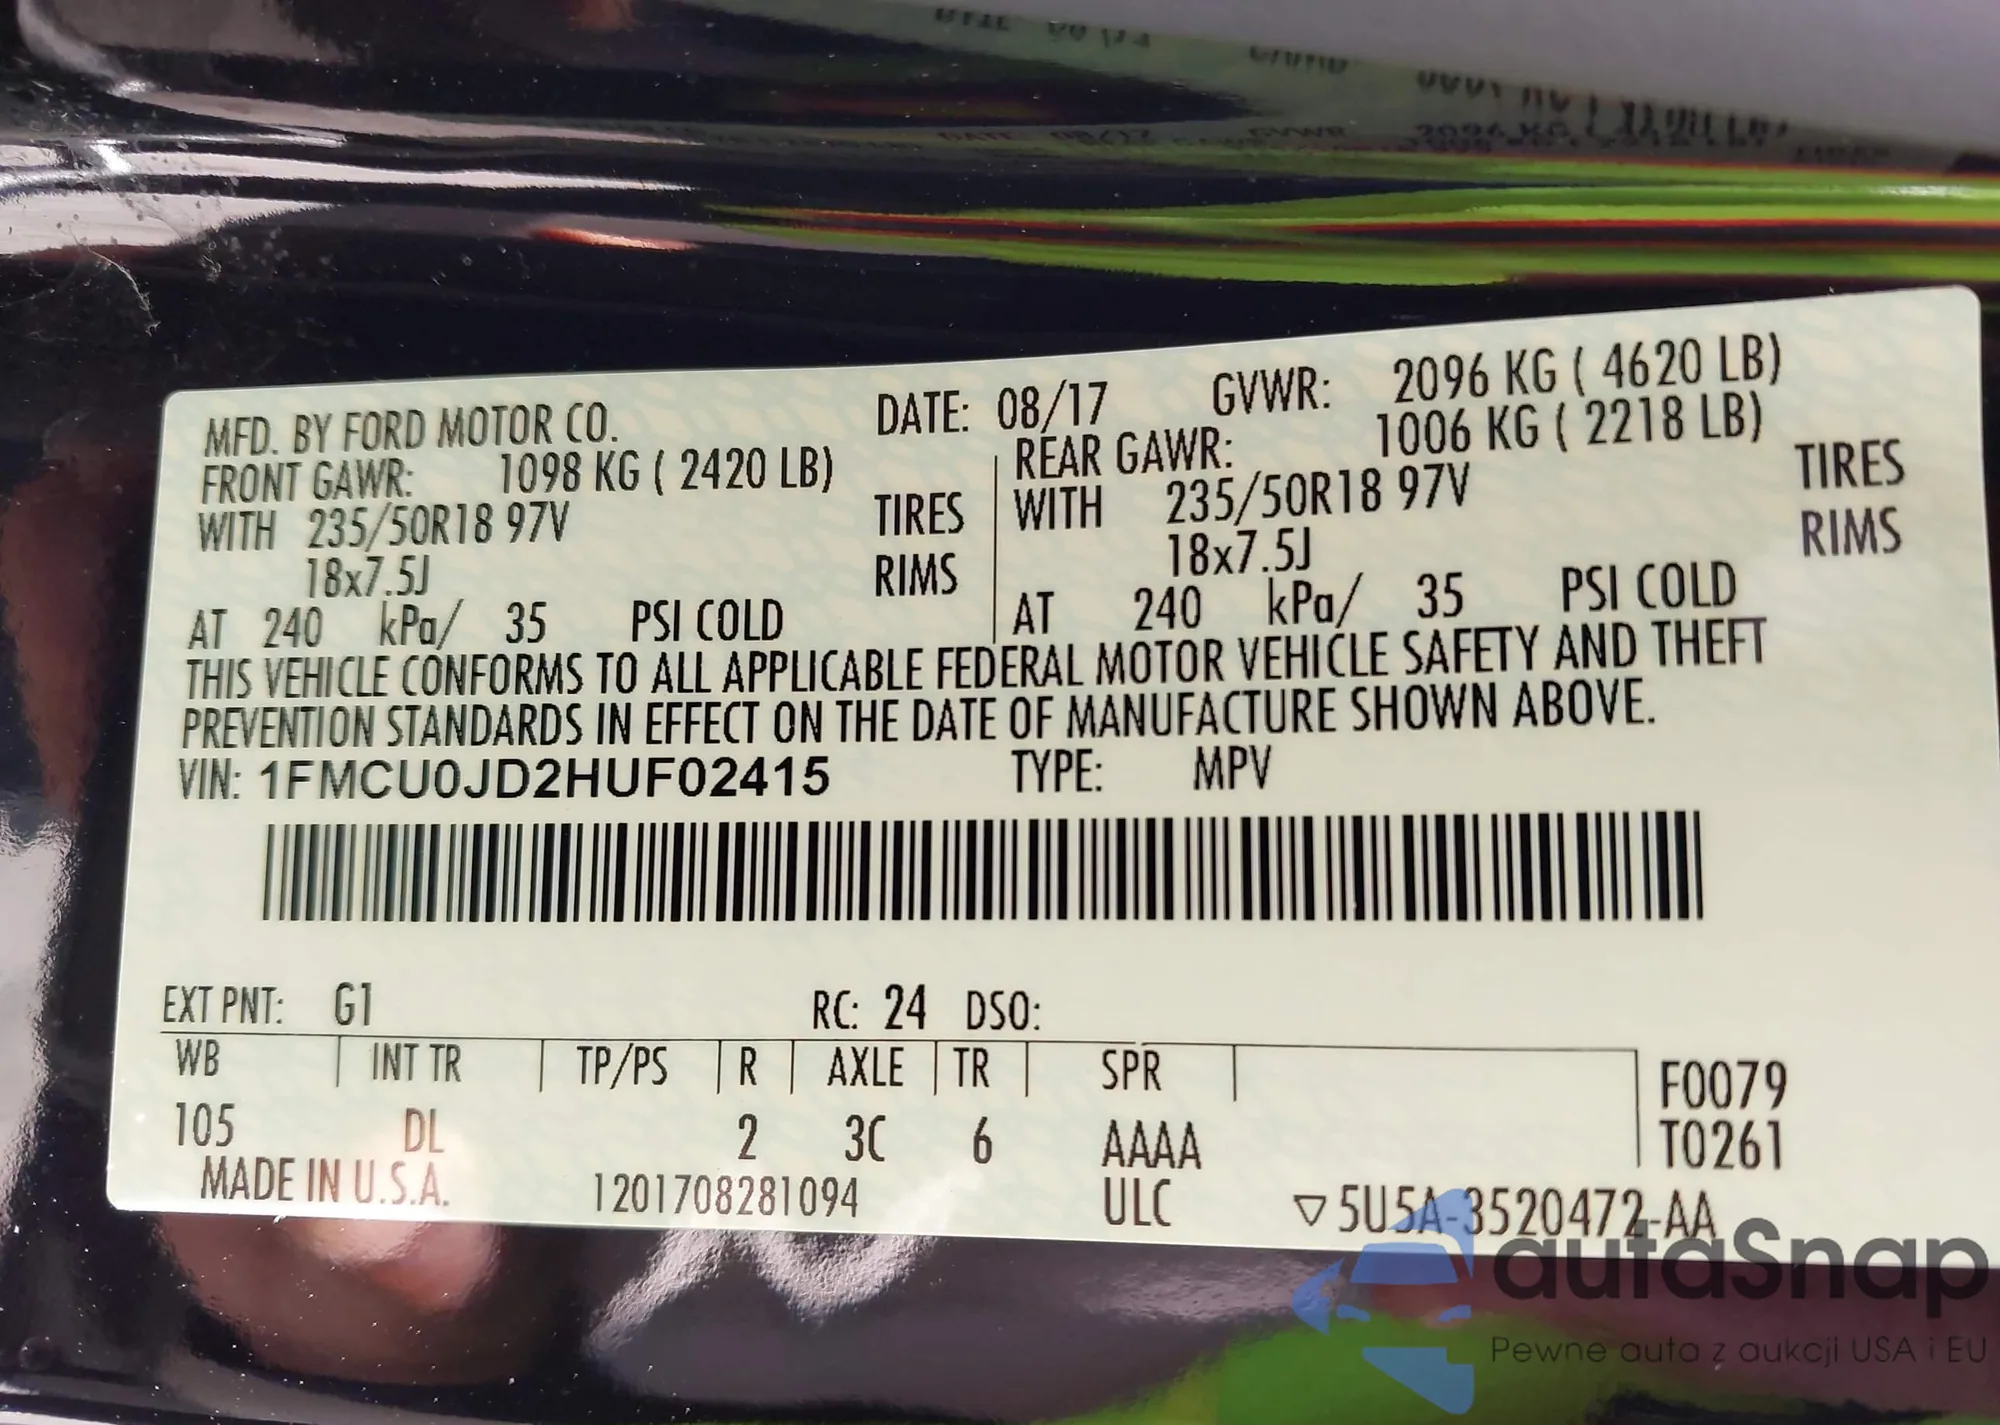 MFD. BY FORD MOTOR CO. DATE: 08/17 GVWR: 2096 KG ( 4620 LB)
FRONT GAWR: 1098 KG ( 2420 LB) REAR GAWR: 1006 KG ( 2218 LB)
WITH 235/50R18 97V TIRES WITH 235/50R18 97V TIRES
18x7.5J RIMS 18x7.5J RIMS
AT 240 kPa/ 35 PSI COLD AT 240 kPa/ 35 PSI COLD
THIS VEHICLE CONFORMS TO ALL APPLICABLE FEDERAL MOTOR VEHICLE SAFETY AND THEFT
PREVENTION STANDARDS IN EFFECT ON THE DATE OF MANUFACTURE SHOWN ABOVE.
VIN: 1FMCU0JD2HUF02415 TYPE: MPV
EXT PNT: G1 RC: 24 DSO:
WB INT TR TP/PS R AXLE TR SPR F0079
105 DL 2 3C 6 AAAA T0261
MADE IN U.S.A. 1201708281094 ULC ▽5U5A-3520472-AA
autaSnap
Pewne auta z aukcji USA i EU